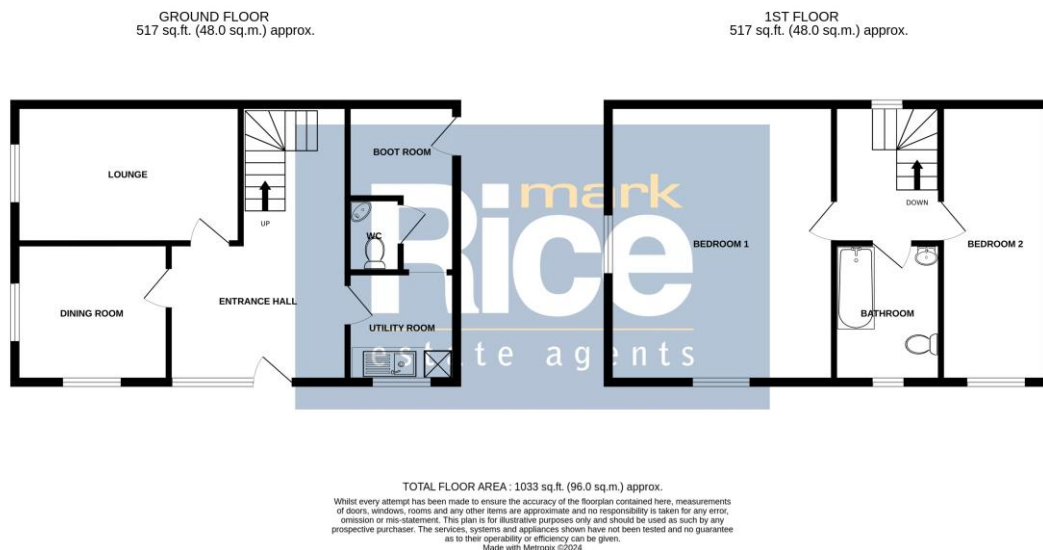 GROUND FLOOR
517 sq.ft. (48.0 sq.m.) approx.
1ST FLOOR
517 sq.ft. (48.0 sq.m.) approx.
LOUNGE
UP
BOOT ROOM
WC
DINING ROOM
ENTRANCE HALL
UTILITY ROOM
BEDROOM 1
DOWN
BEDROOM 2
BATHROOM
mark
Rice
estate agents
TOTAL FLOOR AREA : 1033 sq.ft. (96.0 sq.m.) approx.
Whilst every attempt has been made to ensure the accuracy of the floorplan contained here, measurements
of doors, windows, rooms and any other items are approximate and no responsibility is taken for any error,
omission or mis-statement. This plan is for illustrative purposes only and should be used as such by any
prospective purchaser. The services, systems and appliances shown have not been tested and no guarantee
as to their operability or efficiency can be given.
Made with Metropix ©2024